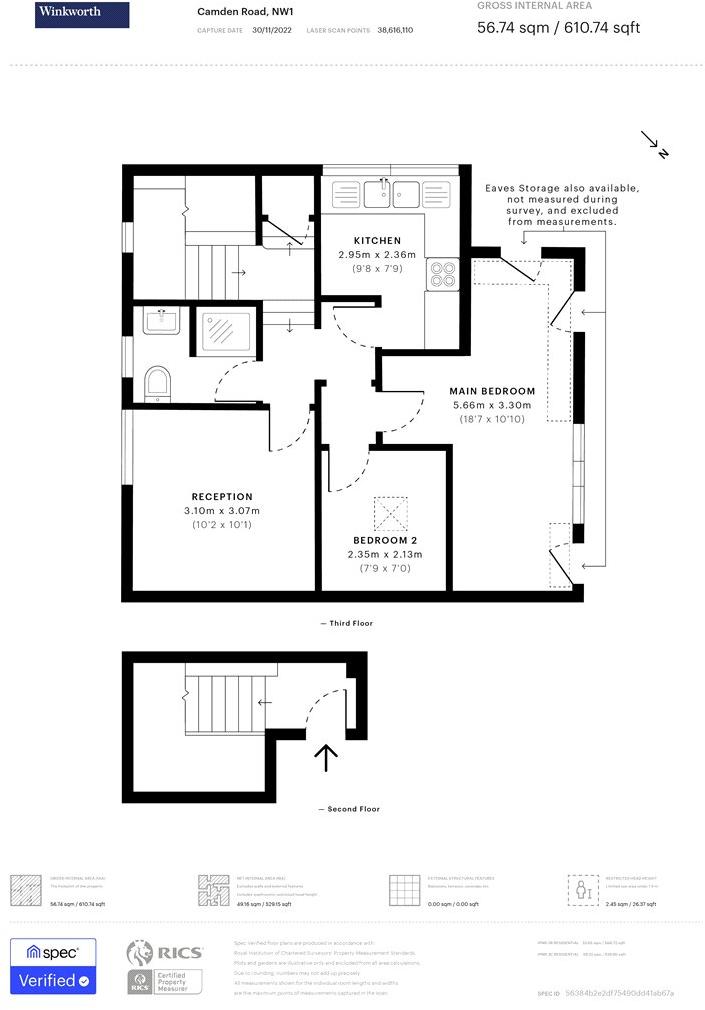 Winkworth
Camden Road, NW1
CAPTURE DATE 30/11/2022 LASER SCAN POINTS 38,616,110
GROSS INTERNAL AREA
56.74 sqm / 610.74 sqft
N
Eaves Storage also available,
not measured during
survey, and excluded
from measurements.
KITCHEN
2.95m x 2.36m
(9'8 x 7'9)
MAIN BEDROOM
5.66m x 3.30m
(18'7 x 10'10)
RECEPTION
3.10m x 3.07m
(10'2 x 10'1)
BEDROOM 2
2.35m x 2.13m
(7'9 x 7'0)
— Third Floor
— Second Floor
GROSS INTERNAL AREA (GIA)
The footprint of the property
56.74 sqm / 610.74 sqft
NET INTERNAL AREA (NIA)
Excludes walls and external features
Includes washrooms, restricted head height
49.16 sqm / 529.15 sqft
EXTERNAL STRUCTURAL FEATURES
Balconies, terraces, verandas etc.
0.00 sqm / 0.00 sqft
RESTRICTED HEAD HEIGHT
Limited use area under 1.5 m
2.45 sqm / 26.37 sqft
spec
Verified
RICS
RICS
Certified
Property
Measurer
Spec Verified floor plans are produced in accordance with
Royal Institution of Chartered Surveyors' Property Measurement Standards.
Plots and gardens are illustrative only and excluded from all area calculations.
Due to rounding, numbers may not add up precisely.
All measurements shown for the individual room lengths and widths
are the maximum points of measurements captured in the scan.
IPMS 3B RESIDENTIAL
IPMS 3C RESIDENTIAL
SPEC ID 56384b2e2df75490dd41ab67a